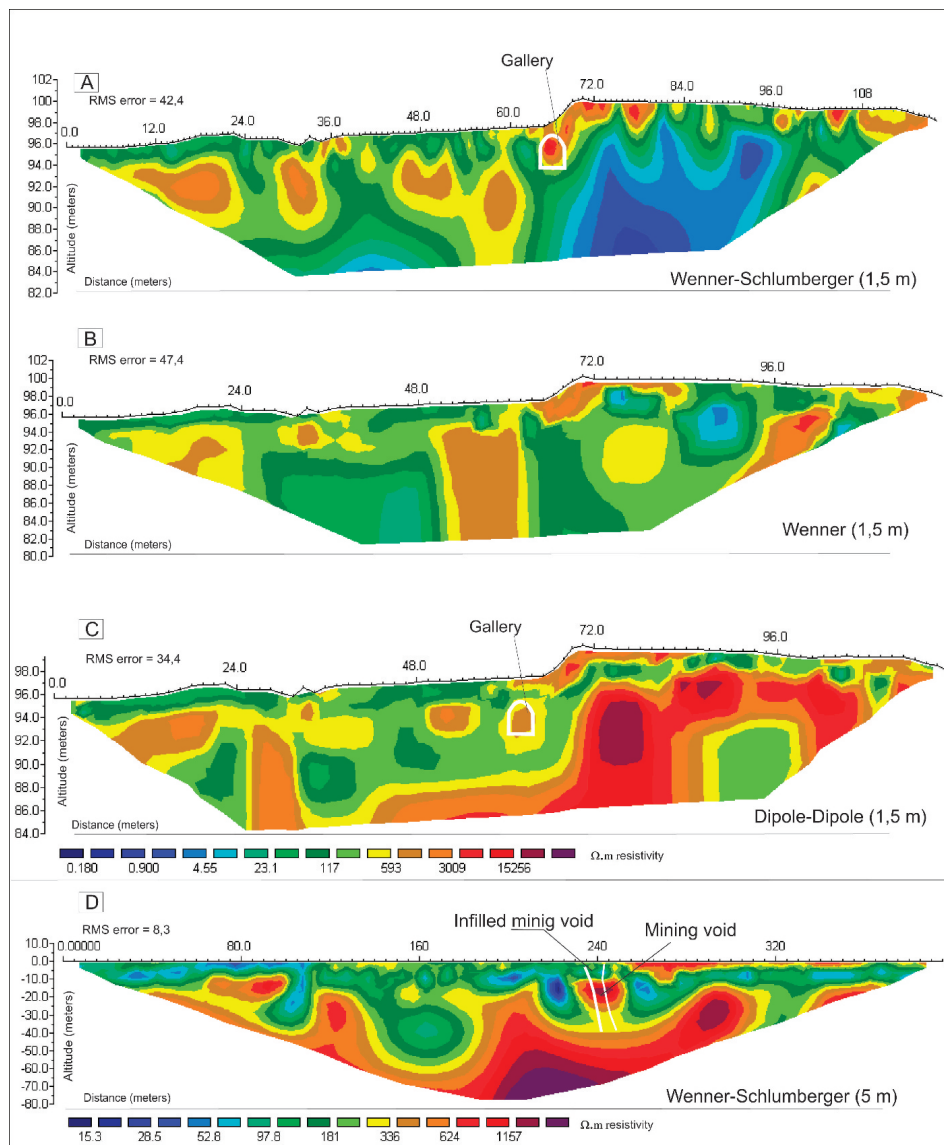 Gallery
A
RMS error = 42,4
102
100
98.0
96.0
92.0
90.0
86.0
84.0
82.0
Altitude (meters)
0.0 12.0 24.0 36.0 48.0 60.0 72.0 84.0 96.0 108
Distance (meters)
Wenner-Schlumberger (1,5 m)
B
RMS error = 47,4
102
100
98.0
96.0
94.0
91.0
88.0
86.0
84.0
82.0
80.0
Altitude (meters)
0.0 24.0 48.0 72.0 96.0
Distance (meters)
Wenner (1,5 m)
Gallery
C
RMS error = 34,4
98.0
96.0
94.0
92.0
90.0
88.0
86.0
84.0
Altitude (meters)
0.0 24.0 48.0 72.0 96.0
Distance (meters)
Dipole-Dipole (1,5 m)
0.180 0.900 4.55 23.1 117 593 3009 15256 Ω.m resistivity
D
RMS error = 8,3
Infilled minig void
Mining void
10.0
0.0
-10.0
-20.0
-30.0
-40.0
-50.0
-60.0
-70.0
-80.0
Altitude (meters)
0.00000 80.0 160 240 320
Distance (meters)
Wenner-Schlumberger (5 m)
15.3 28.5 52.8 97.8 181 336 624 1157 Ω.m resistivity